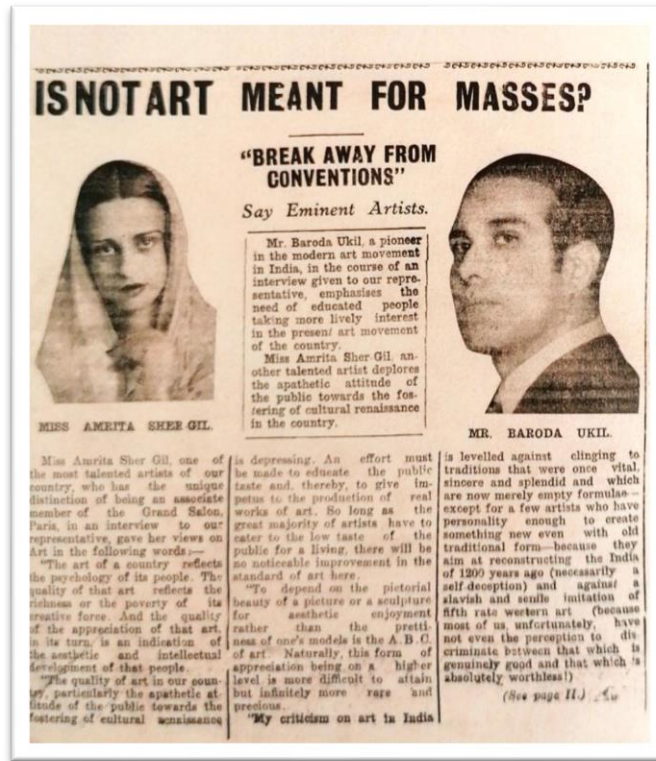 IS NOT ART MEANT FOR MASSES?
"BREAK AWAY FROM
CONVENTIONS"
Say Eminent Artists.
Mr. Baroda Ukil, a pioneer
in the modern art movement
in India, in the course of an
interview given to our repre-
sentative, emphasises the
need of educated people
taking more lively interest
in the present art movement
of the country.
Miss Amrita Sher-Gil, an-
other talented artist deplores
the apathetic attitude of
the public towards the fos-
tering of cultural renaissance
in the country.
MISS AMRITA SHER GIL.
MR. BARODA UKIL.
Miss Amrita Sher Gil, one of
the most talented artists of our
country, who has the unique
distinction of being an associate
member of the Grand Salon,
Paris, in an interview to our
representative, gave her views on
Art in the following words:—
"The art of a country reflects
the psychology of its people. The
quality of that art reflects the
richness or the poverty of its
creative force. And the quality
of the appreciation of that art,
in its turn, is an indication of
the aestetic and intellectual
development of that people.
"The quality of art in our coun-
try, particularly the apathetic at-
titude of the public towards the
fostering of cultural
is depressing. An effort must
be made to educate the public
taste and, thereby, to give im-
petus to the production of real
works of art. So long as the
great majority of artists have to
cater to the low taste of the
public for a living, there will be
no noticeable improvement in the
standard of art here.
"To depend on the pictorial
beauty of a picture or a sculpture
for aesthetic enjoyment
rather than the pretti-
ness of one's models is the A.B.C.
of art. Naturally, this form of
appreciation being on a higher
level is more difficult to attain
but infinitely more rare and
precious.
"My criticism on art in India
is levelled against clinging to
traditions that were once vital,
sincere and splendid and which
are now merely empty formulae—
except for a few artists who have
personality enough to create
something new even with old
traditional form—because they
aim at reconstructing the India
of 1200 years ago (necessarily a
self-deception) and against a
slavish and senile imitation of
fifth rate western art (because
most of us, unfortunately, have
not even the perception to dis-
criminate between that which is
genuinely good and that which is
absolutely worthless!)
(See page 11.)